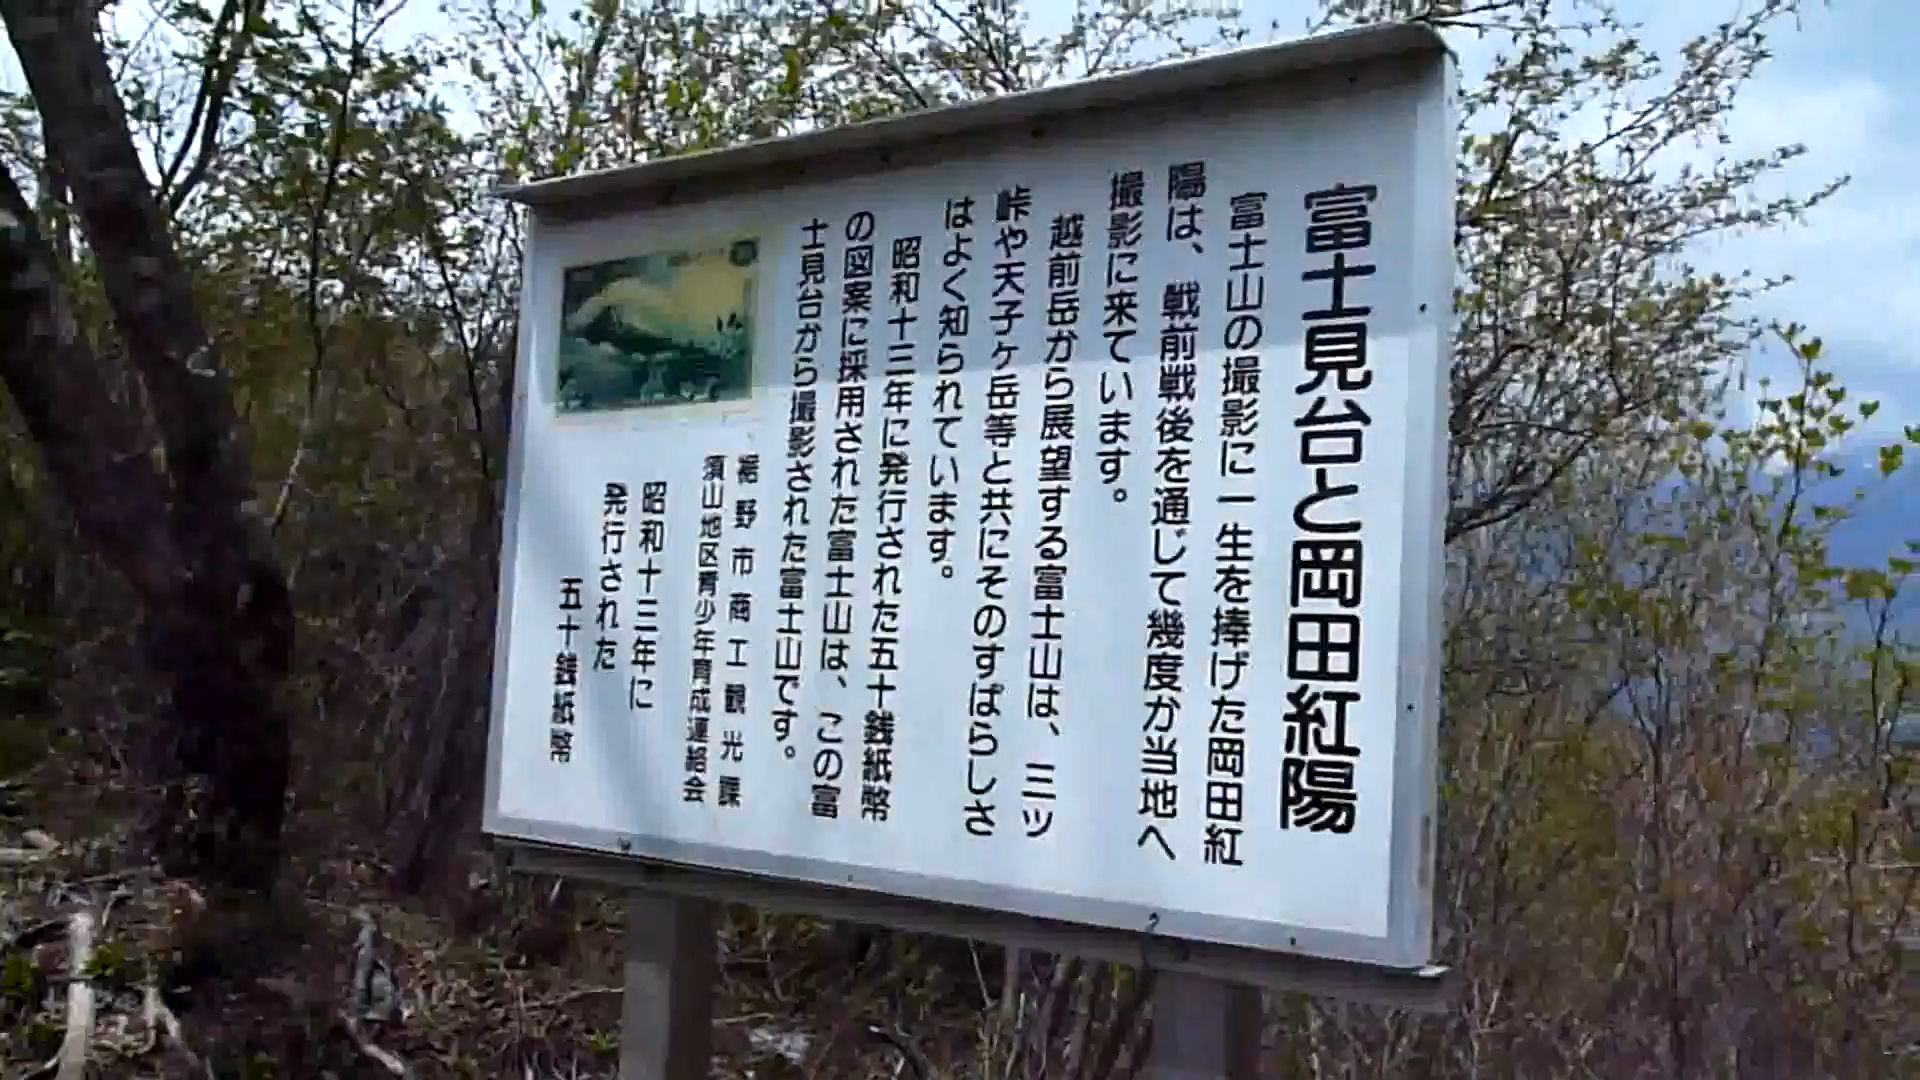 富士見台と岡田紅陽
富士山の撮影に一生を捧げた岡田紅
陽は、戦前戦後を通じて幾度か当地へ
撮影に来ています。
越前岳から展望する富士山は、三ッ
峠や天子ヶ岳等と共にそのすばらしさ
はよく知られています。
昭和十三年に発行された五十銭紙幣
の図案に採用された富士山は、この富
士見台から撮影された富士山です。
裾野市商工観光課
須山地区青少年育成連絡会
昭和十三年に
発行された
五十銭紙幣